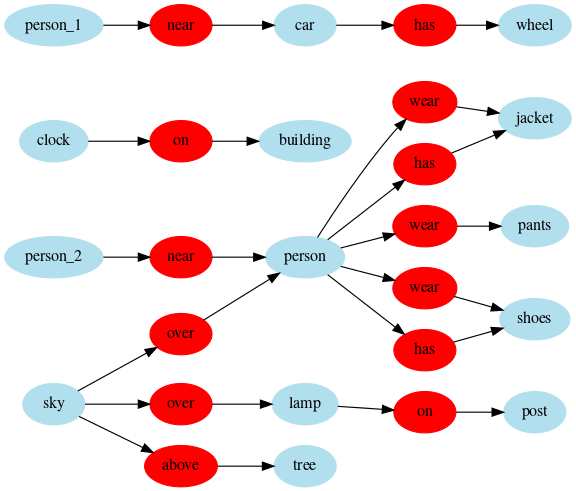 person_1 near car has wheel
wear
jacket
clock on building
has
wear pants
person_2 near person
wear
shoes
over
has
sky over lamp on post
above tree